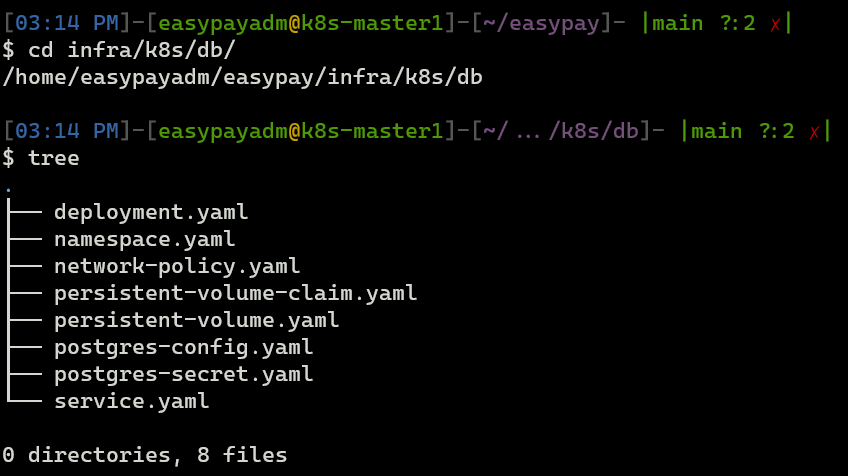 [03:14 PM]-[easypayadm@k8s-master1]-[~/easypay]- |main ?:2 ✗|
$ cd infra/k8s/db/
/home/easypayadm/easypay/infra/k8s/db
[03:14 PM]-[easypayadm@k8s-master1]-[~/.../k8s/db]- |main ?:2 ✗|
$ tree
.
├── deployment.yaml
├── namespace.yaml
├── network-policy.yaml
├── persistent-volume-claim.yaml
├── persistent-volume.yaml
├── postgres-config.yaml
├── postgres-secret.yaml
└── service.yaml
0 directories, 8 files